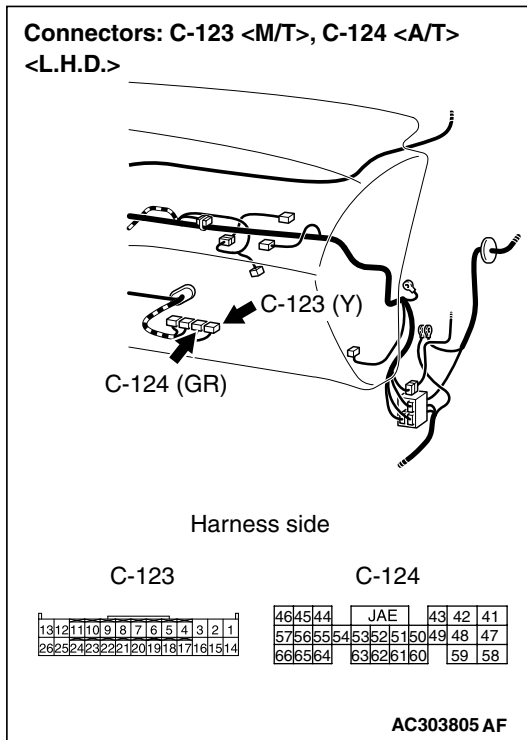 Connectors: C-123 <M/T>, C-124 <A/T>
<L.H.D.>
C-123 (Y)
C-124 (GR)
Harness side
C-123
C-124
13 12 11 10 9 8 7 6 5 4 3 2 1
26 25 24 23 22 21 20 19 18 17 16 15 14
46 45 44 JAE 43 42 41
57 56 55 54 53 52 51 50 49 48 47
66 65 64 63 62 61 60 59 58
AC303805 AF